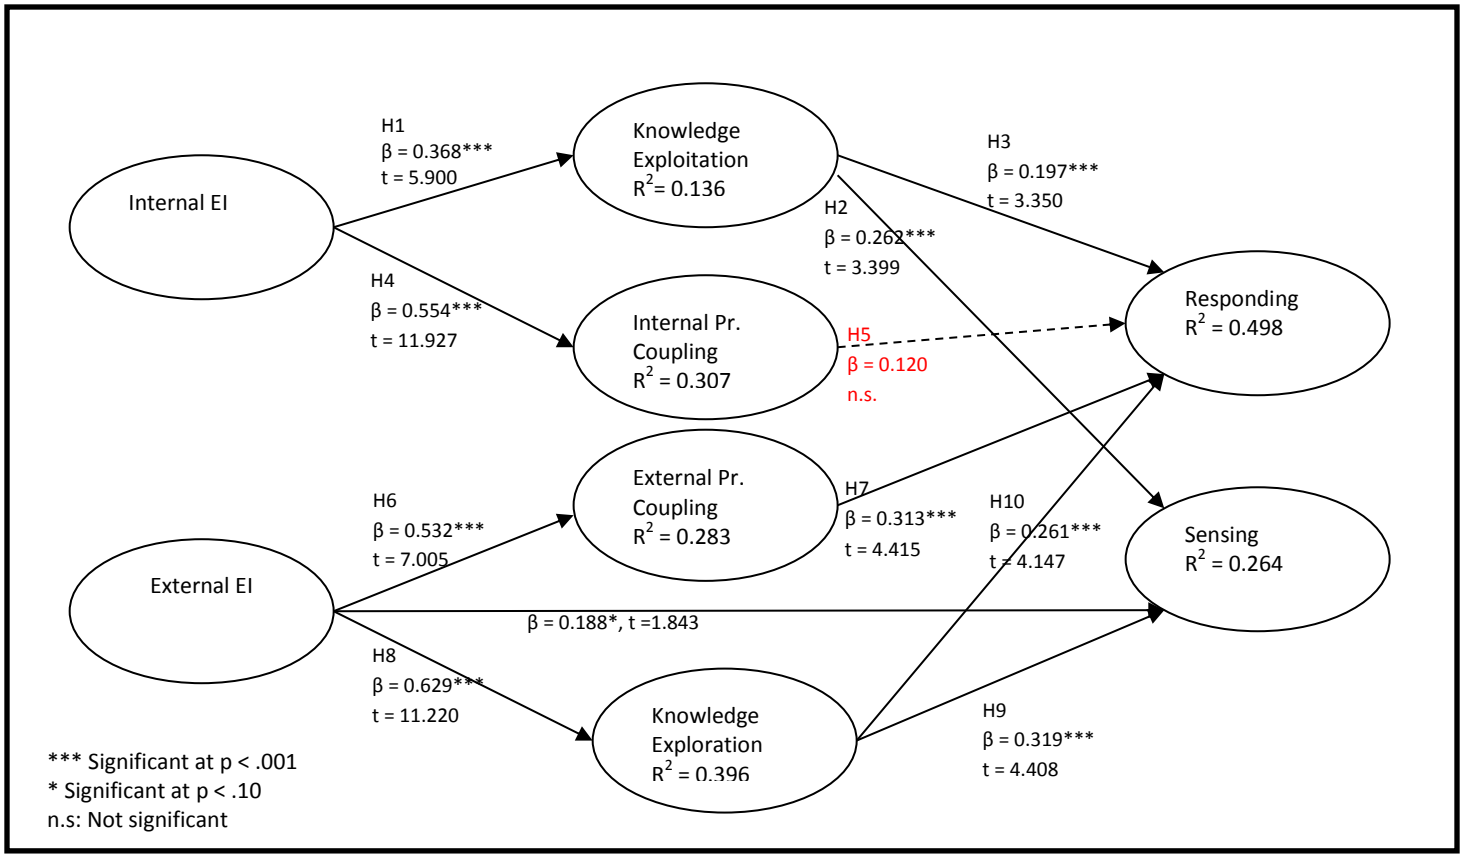 Internal EI
H1
β = 0.368***
t = 5.900
Knowledge
Exploitation
R²= 0.136
H3
β = 0.197***
t = 3.350
H2
β = 0.262***
t = 3.399
H4
β = 0.554***
t = 11.927
Internal Pr.
Coupling
R² = 0.307
H5
β = 0.120
n.s.
Responding
R² = 0.498
External EI
H6
β = 0.532***
t = 7.005
External Pr.
Coupling
R² = 0.283
H7
β = 0.313***
t = 4.415
H10
β = 0.261***
t = 4.147
Sensing
R² = 0.264
β = 0.188*, t =1.843
H8
β = 0.629***
t = 11.220
Knowledge
Exploration
R² = 0.396
H9
β = 0.319***
t = 4.408
*** Significant at p < .001
* Significant at p < .10
n.s: Not significant